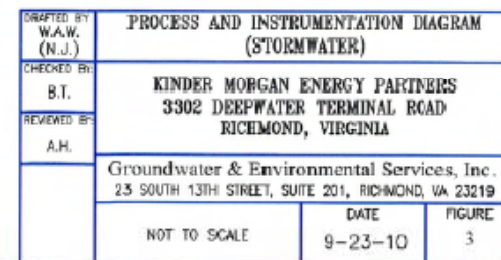 DRAFTED BY
W.A.W.
(N.J.)
CHECKED BY:
B.T.
REVIEWED BY:
A.H.
PROCESS AND INSTRUMENTATION DIAGRAM
(STORMWATER)
KINDER MORGAN ENERGY PARTNERS
3302 DEEPWATER TERMINAL ROAD
RICHMOND, VIRGINIA
Groundwater & Environmental Services, Inc.
23 SOUTH 13TH STREET, SUITE 201, RICHMOND, VA 23219
NOT TO SCALE
DATE
9-23-10
FIGURE
3